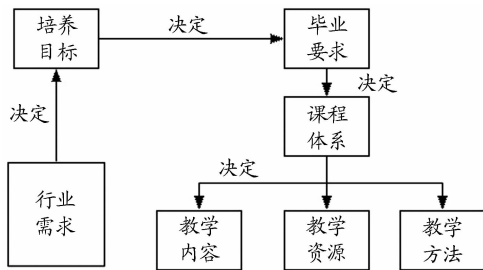 培养
目标
决定
毕业
要求
决定
决定
课程
体系
行业
需求
决定
教学
内容
教学
资源
教学
方法